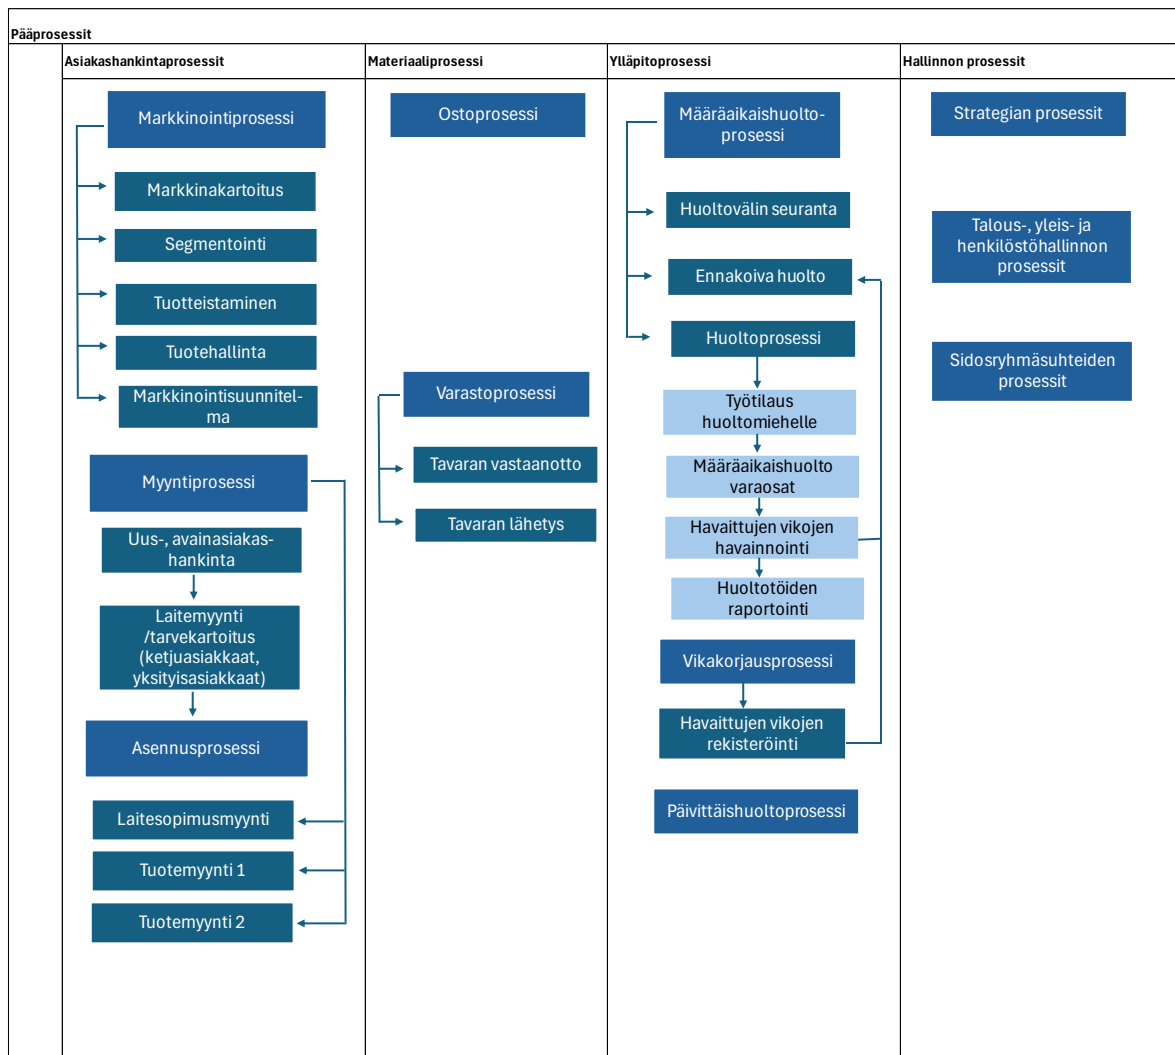 Pääprosessit
Asiakashankintaprosessit
Markkinointiprosessi
Markkinakartoitus
Segmentointi
Tuotteistaminen
Tuotehallinta
Markkinointisuunnitel-
ma
Myyntiprosessi
Uus-, avainasiakas-
hankinta
Laitemyynti
/tarvekartoitus
(ketjuasiakkaat,
yksityisasiakkaat)
Asennusprosessi
Laitesopimusmyynti
Tuotemyynti 1
Tuotemyynti 2
Materiaaliprosessi
Ostoprosessi
Varastoprosessi
Tavaran vastaanotto
Tavaran lähetys
Ylläpitoprosessi
Määräaikaishuolto-
prosessi
Huoltovälin seuranta
Ennakoiva huolto
Huoltoprosessi
Työtilaus
huoltomiehelle
Määräaikaishuolto
varaosat
Havaittujen vikojen
havainnointi
Huoltotöiden
raportointi
Vikakorjausprosessi
Havaittujen vikojen
rekisteröinti
Päivittäishuoltoprosessi
Hallinnon prosessit
Strategian prosessit
Talous-, yleis- ja
henkilöstöhallinnon
prosessit
Sidosryhmäsuhteiden
prosessit